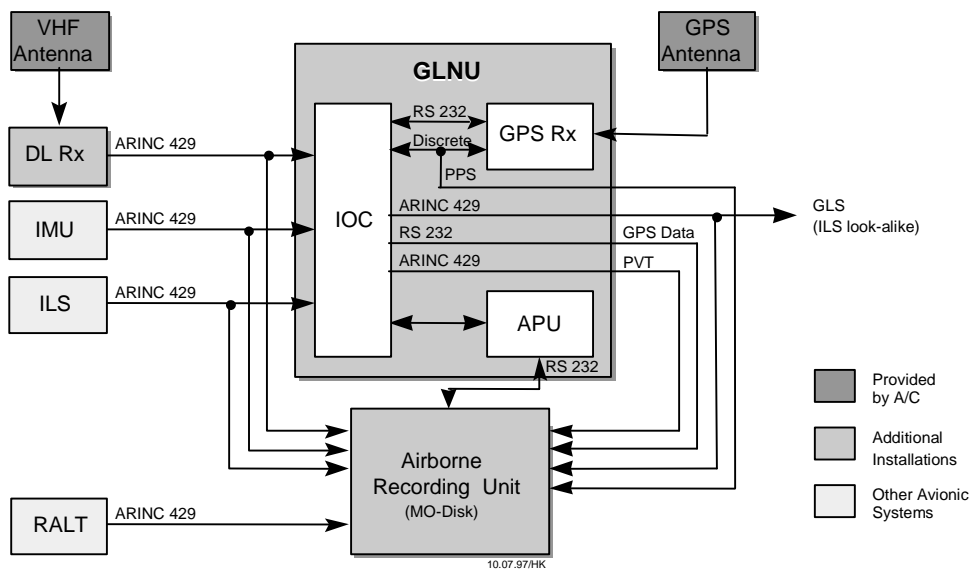 VHF
Antenna
GPS
Antenna
GLNU
RS 232
GPS Rx
Discrete
PPS
DL Rx
ARINC 429
IMU
ARINC 429
IOC
ARINC 429
GLS
(ILS look-alike)
RS 232
GPS Data
ARINC 429
PVT
ILS
ARINC 429
APU
RS 232
Provided
by A/C
Airborne
Recording Unit
(MO-Disk)
Additional
Installations
RALT
ARINC 429
Other Avionic
Systems
10.07.97/HK